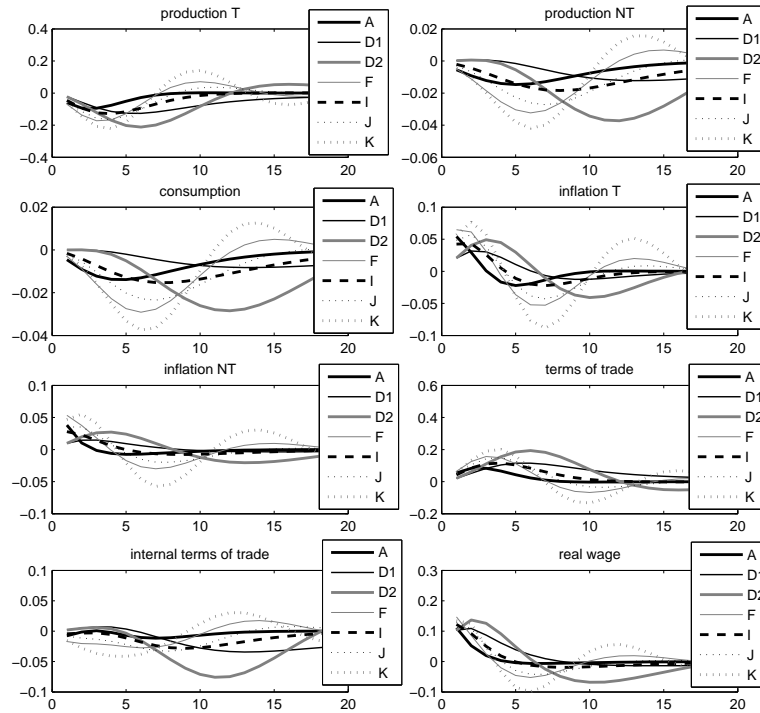 production T
0.4
0.2
0
−0.2
−0.4
0
5
10
15
20
A
D1
D2
F
I
J
K
production NT
0.02
0
−0.02
−0.04
−0.06
0
5
10
15
20
A
D1
D2
F
I
J
K
consumption
0.02
0
−0.02
−0.04
0
5
10
15
20
A
D1
D2
F
I
J
K
inflation T
0.1
0.05
0
−0.05
−0.1
0
5
10
15
20
A
D1
D2
F
I
J
K
inflation NT
0.1
0.05
0
−0.05
−0.1
0
5
10
15
20
A
D1
D2
F
I
J
K
terms of trade
0.6
0.4
0.2
0
−0.2
0
5
10
15
20
A
D1
D2
F
I
J
K
internal terms of trade
0.1
0.05
0
−0.05
−0.1
0
5
10
15
20
A
D1
D2
F
I
J
K
real wage
0.3
0.2
0.1
0
−0.1
0
5
10
15
20
A
D1
D2
F
I
J
K